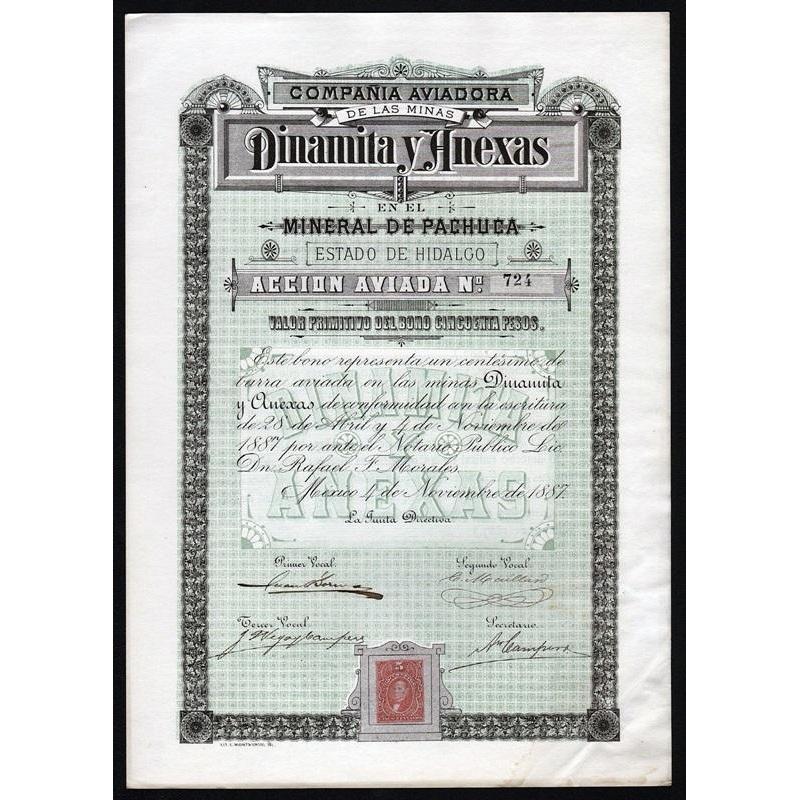 COMPAÑIA AVIADORA
DE LAS MINAS
Dinamita y Anexas
EN EL
MINERAL DE PACHUCA
ESTADO DE HIDALGO
ACCION AVIADA No. 724
VALOR PRIMITIVO DEL BONO CINCUENTA PESOS.
Este bono representa un centésimo de
barra aviada en las minas Dinamita
y Anexas de conformidad con la escritura
de 28 de Abril y 4 de Noviembre de
1887 por ante el Notario Público Lic.
Dn. Rafael F. Morales.
México 4 de Noviembre de 1887.
La Junta Directiva
DINAMITA
Y
ANEXAS
Primer Vocal.
Segundo Vocal.
Tercer Vocal.
Secretario.
5